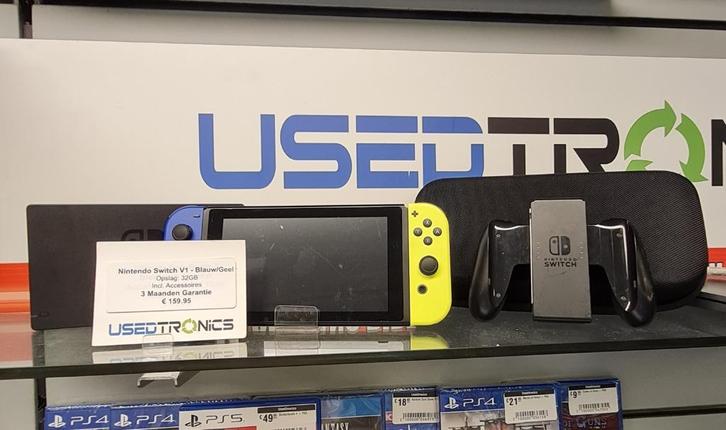 USEDTRON
Nintendo Switch V1 - Blauw/Geel
Opslag: 32GB
Incl. Accessoires
3 Maanden Garantie
€ 159.95
USEDTRONICS
NINTENDO
SWITCH
PS4
PS4
PS5
€49
€18
PS4
€21
€9